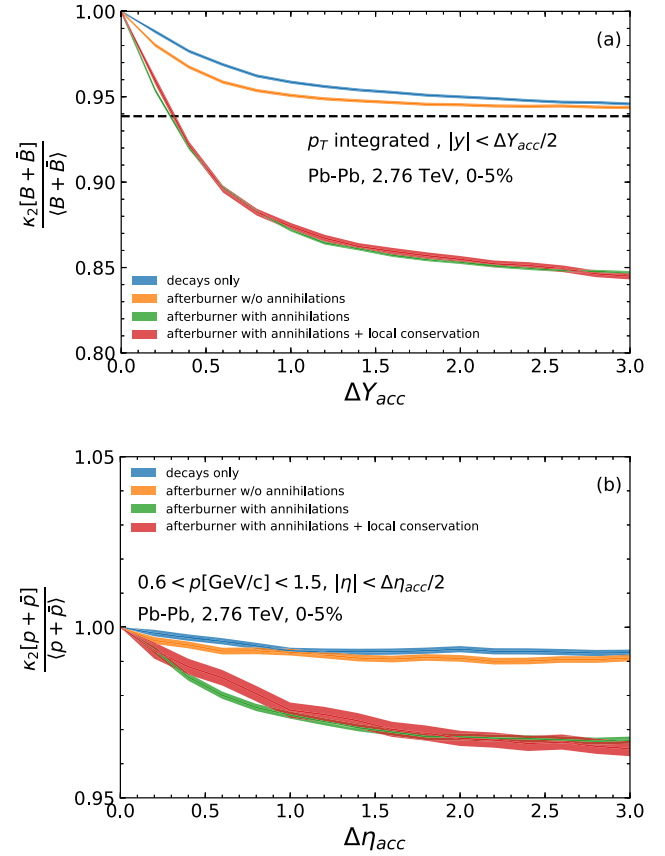 1.00
(a)
0.95
p_T integrated , |y| < ΔY_acc/2
Pb-Pb, 2.76 TeV, 0-5%
0.90
κ₂[B + B̄]
⟨B + B̄⟩
0.85
decays only
afterburner w/o annihilations
afterburner with annihilations
afterburner with annihilations + local conservation
0.80
0.0 0.5 1.0 1.5 2.0 2.5 3.0
ΔY_acc
1.05
(b)
decays only
afterburner w/o annihilations
afterburner with annihilations
afterburner with annihilations + local conservation
0.6 < p[GeV/c] < 1.5, |η| < Δη_acc/2
Pb-Pb, 2.76 TeV, 0-5%
1.00
κ₂[p + p̄]
⟨p + p̄⟩
0.95
0.0 0.5 1.0 1.5 2.0 2.5 3.0
Δη_acc